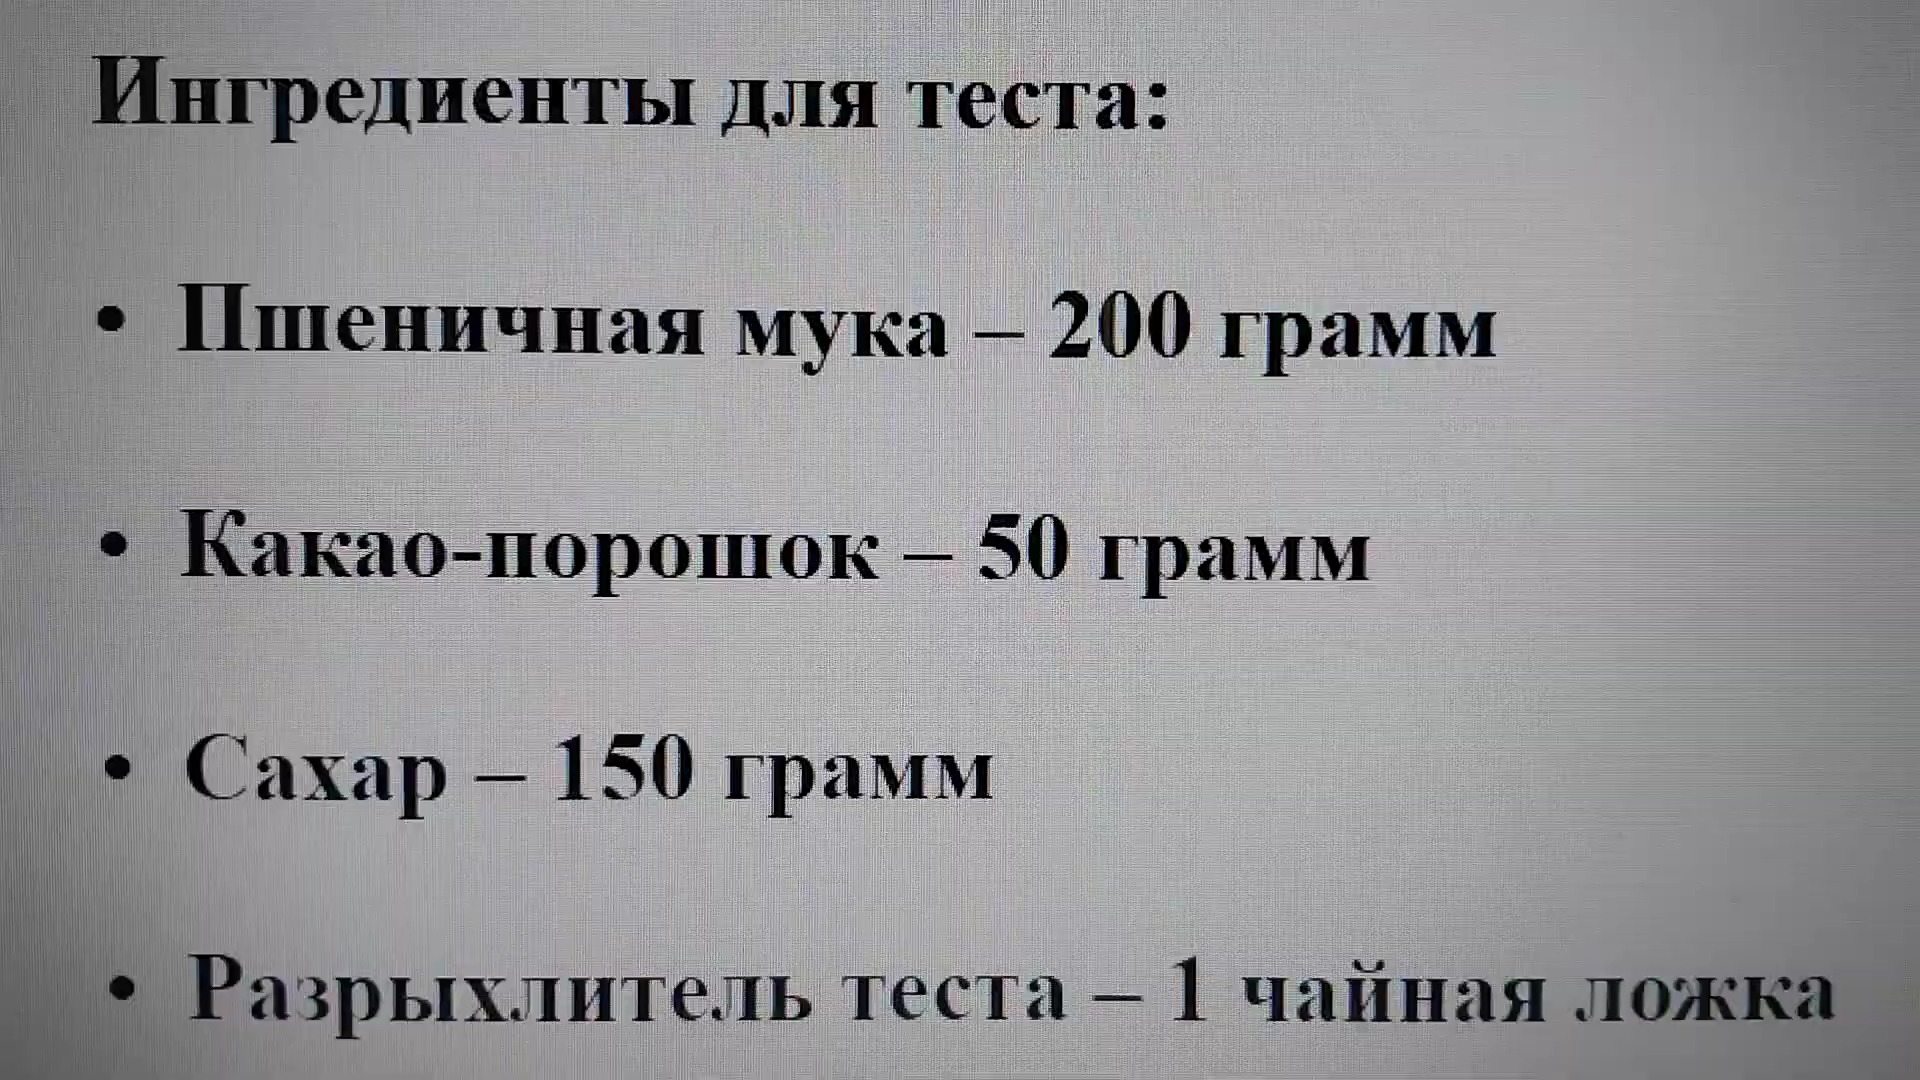 Ингредиенты для теста:
• Пшеничная мука – 200 грамм
• Какао-порошок – 50 грамм
• Сахар – 150 грамм
• Разрыхлитель теста – 1 чайная ложка